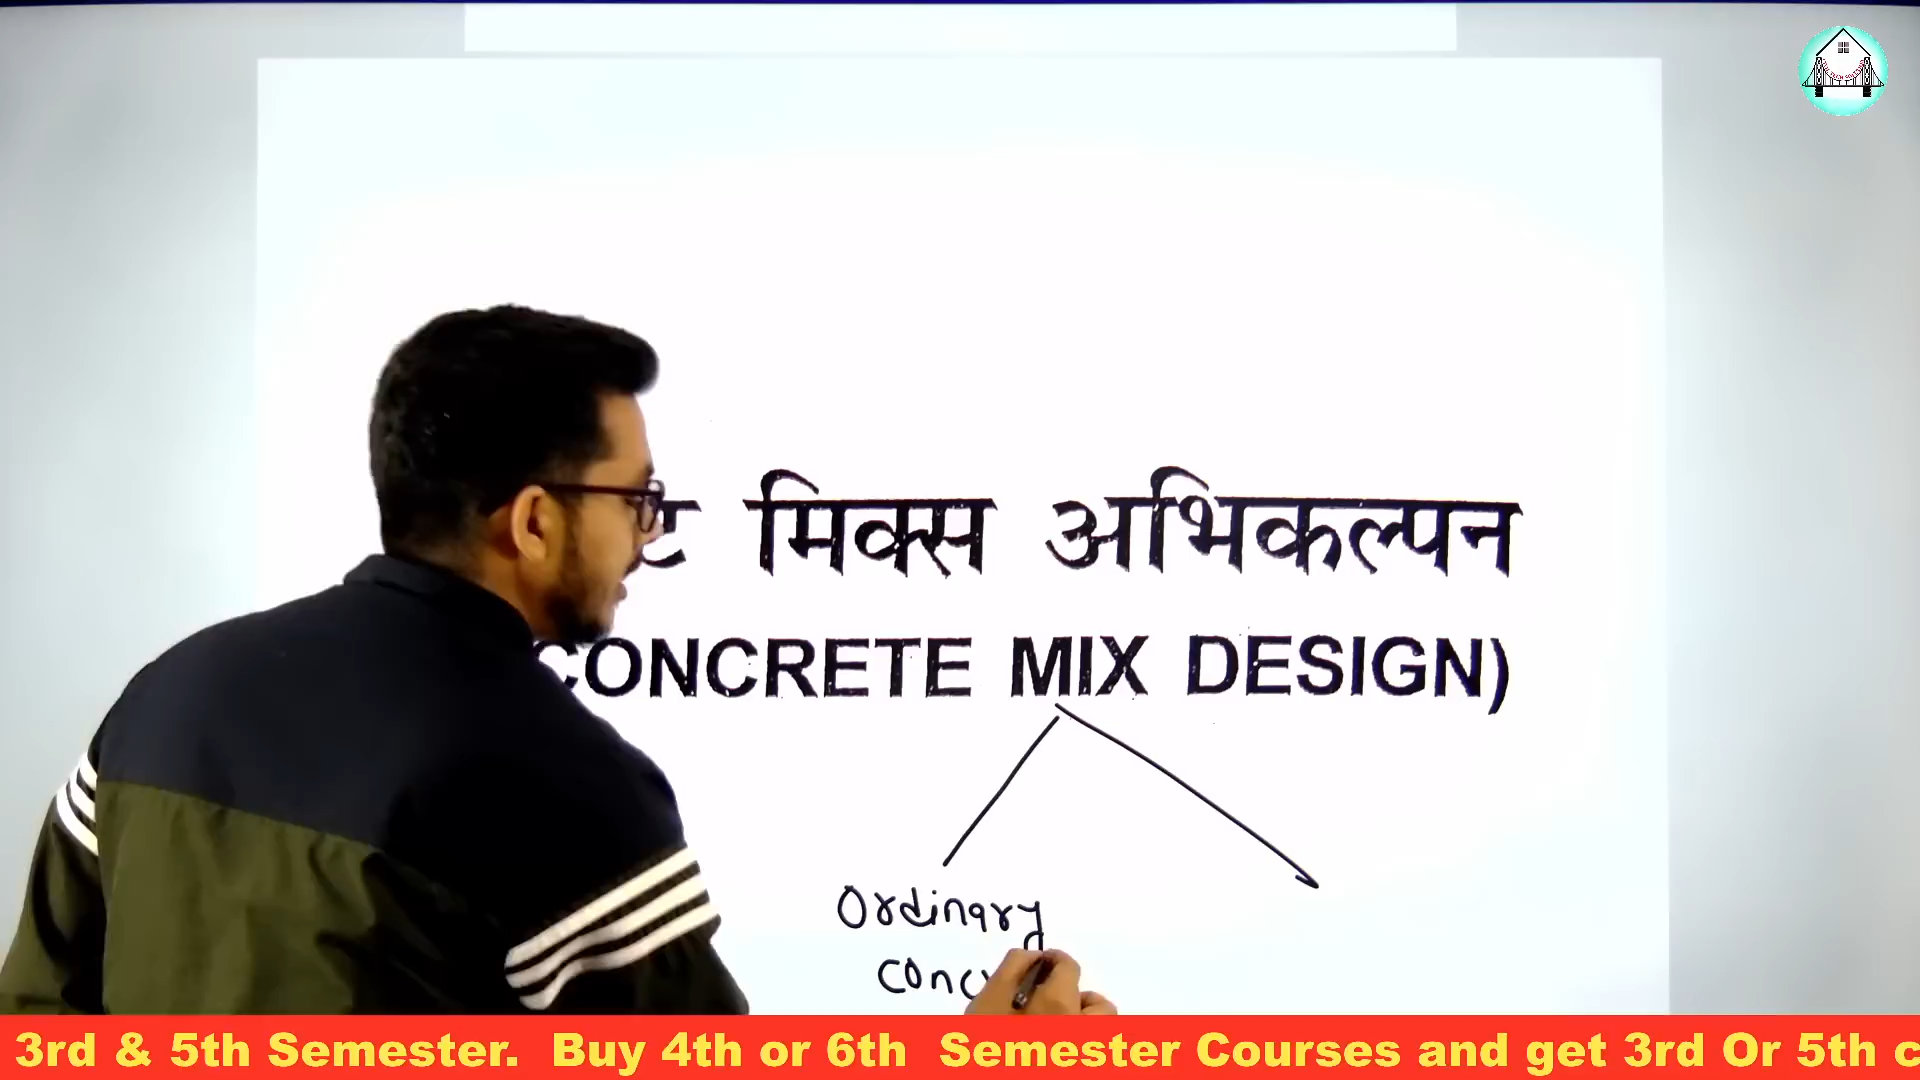 मिक्स अभिकल्पन
CONCRETE MIX DESIGN)
Ordinary
3rd & 5th Semester. Buy 4th or 6th Semester Courses and get 3rd Or 5th c